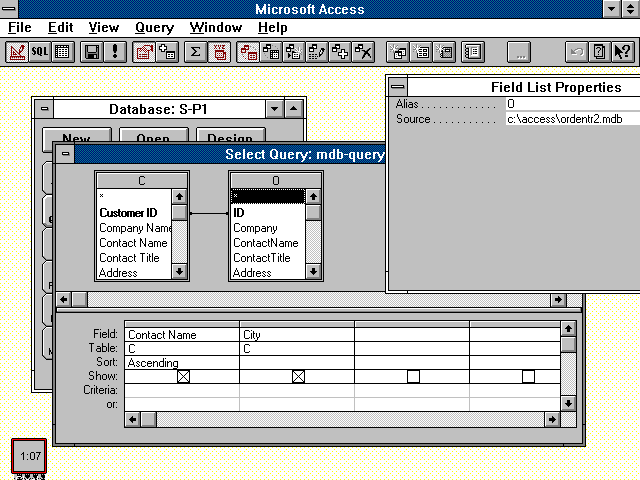 Microsoft Access
File Edit View Query Window Help
SQL
Field List Properties
Alias O
Source c:\access\ordentr2.mdb
Database: S-P1
New Open Design
Select Query: mdb-query
C
*
Customer ID
Company Name
Contact Name
Contact Title
Address
O
*
ID
Company
ContactName
ContactTitle
Address
Field: Contact Name City
Table: C C
Sort: Ascending
Show:
Criteria:
or:
1:07